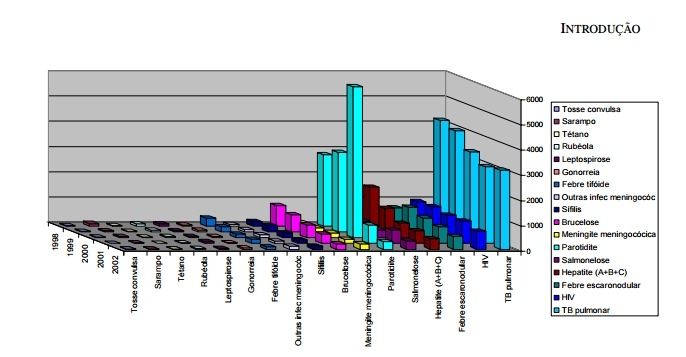 INTRODUÇÃO
6000
5000
4000
3000
2000
1000
0
1998
1999
2000
2001
2002
Tosse convulsa
Sarampo
Tétano
Rubéola
Leptospirose
Gonorreia
Febre tifóide
Outras infec meningocóc
Sífilis
Brucelose
Meningite meningocócica
Parotidite
Salmonelose
Hepatite (A+B+C)
Febre escaronodular
HIV
TB pulmonar
Tosse convulsa
Sarampo
Tétano
Rubéola
Leptospirose
Gonorreia
Febre tifóide
Outras infec meningocóc
Sífilis
Brucelose
Meningite meningocócica
Parotidite
Salmonelose
Hepatite (A+B+C)
Febre escaronodular
HIV
TB pulmonar